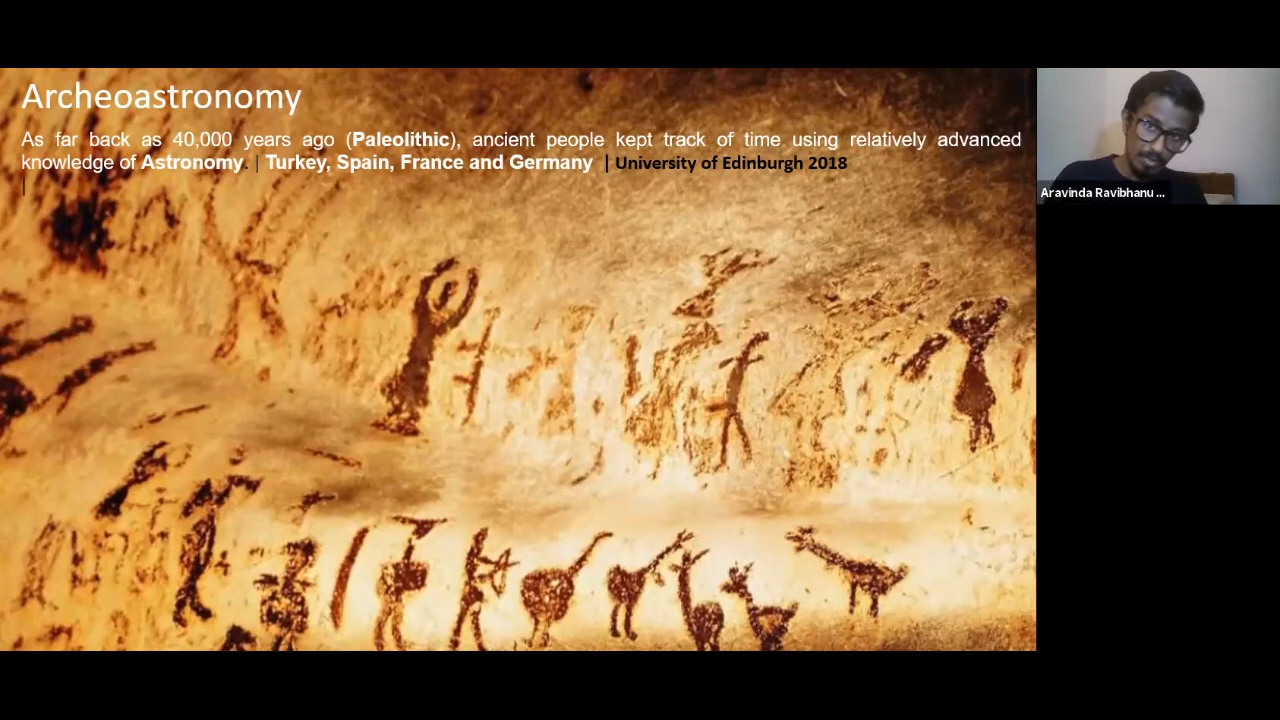 Archeoastronomy
As far back as 40,000 years ago (Paleolithic), ancient people kept track of time using relatively advanced
knowledge of Astronomy. | Turkey, Spain, France and Germany | University of Edinburgh 2018
|
Aravinda Ravibhanu ...